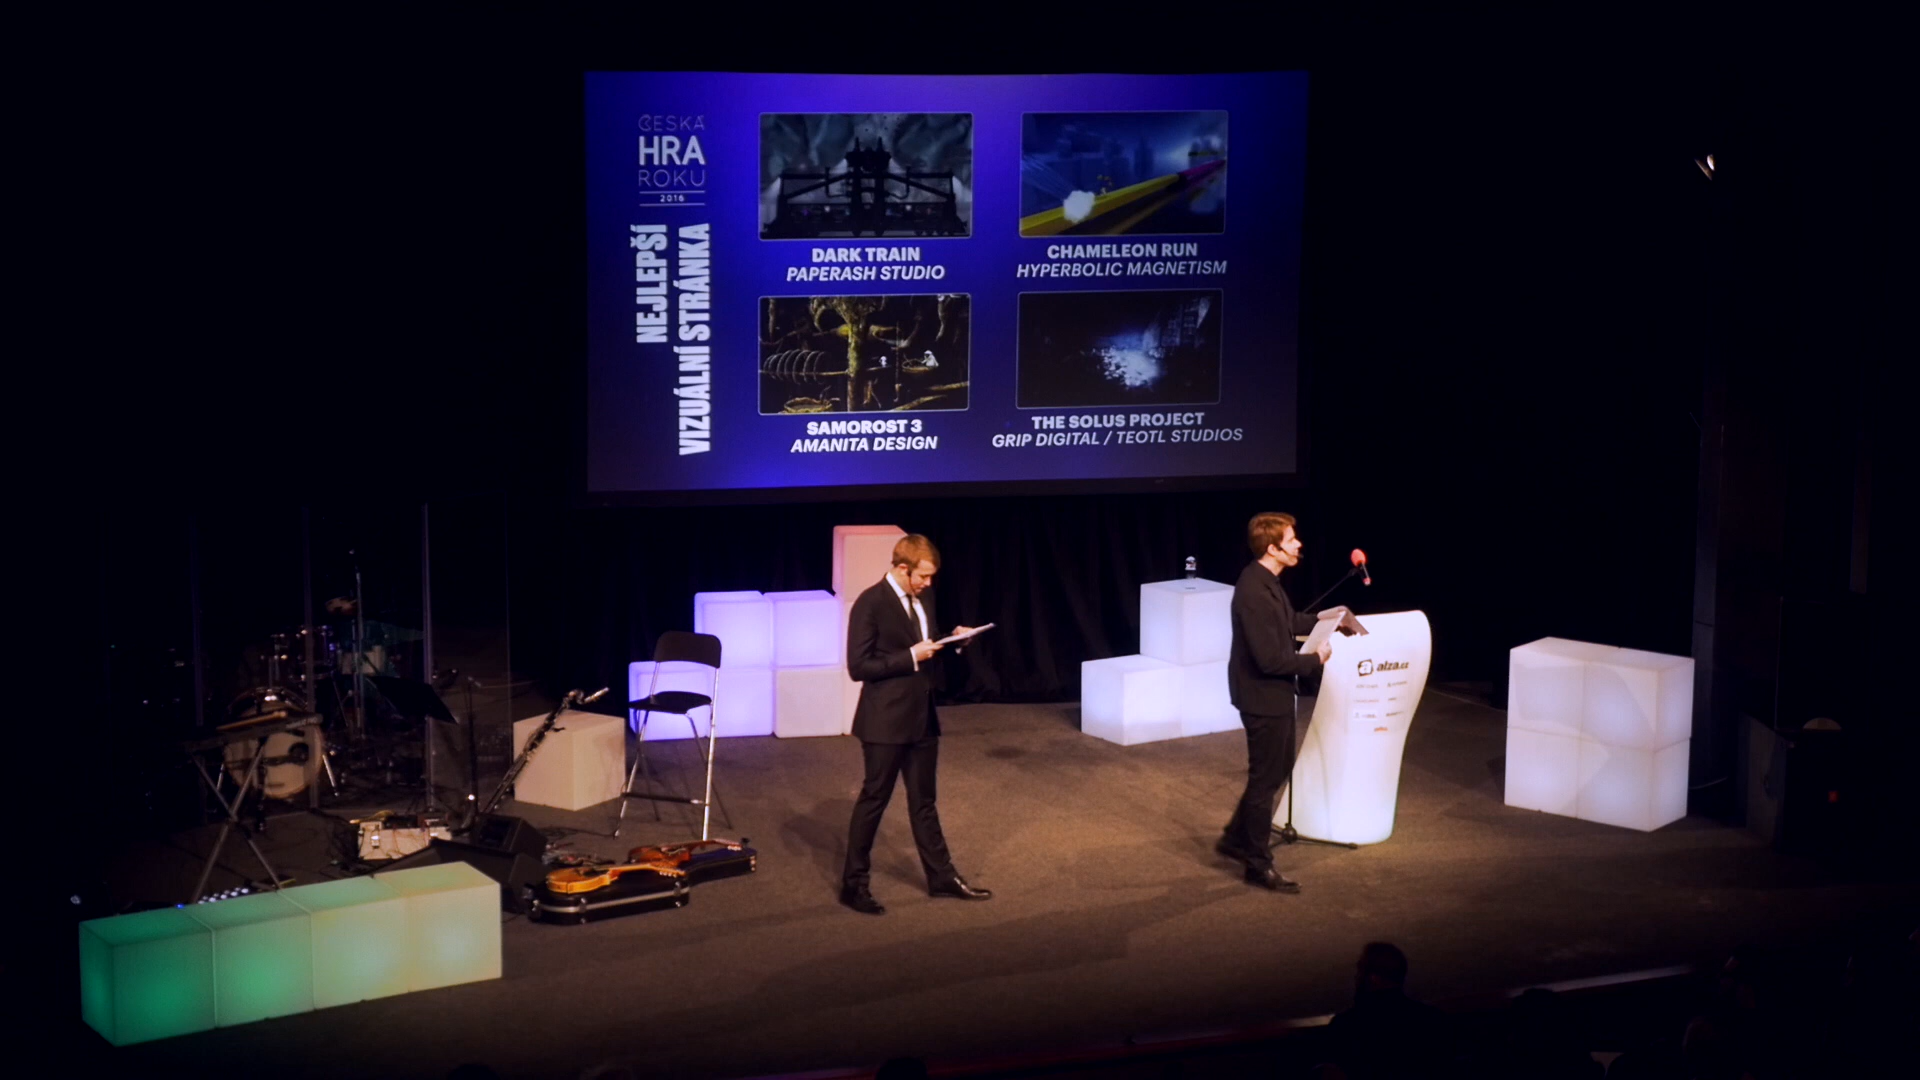 ČESKÁ
HRA
ROKU
2016
NEJLEPŠÍ
VIZUÁLNÍ STRÁNKA
DARK TRAIN
PAPERASH STUDIO
CHAMELEON RUN
HYPERBOLIC MAGNETISM
SAMOROST 3
AMANITA DESIGN
THE SOLUS PROJECT
GRIP DIGITAL / TEOTL STUDIOS
a alza.cz